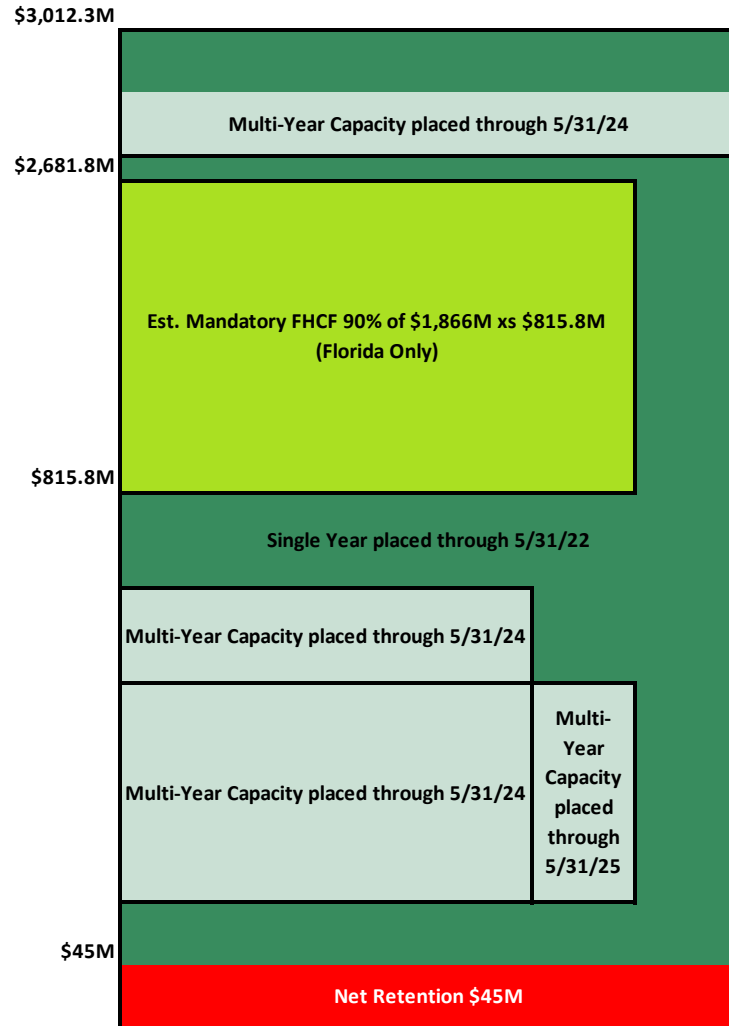 $3,012.3M
Multi-Year Capacity placed through 5/31/24
$2,681.8M
Est. Mandatory FHCF 90% of $1,866M xs $815.8M
(Florida Only)
$815.8M
Single Year placed through 5/31/22
Multi-Year Capacity placed through 5/31/24
Multi-Year Capacity placed through 5/31/24
Multi-
Year
Capacity
placed
through
5/31/25
$45M
Net Retention $45M